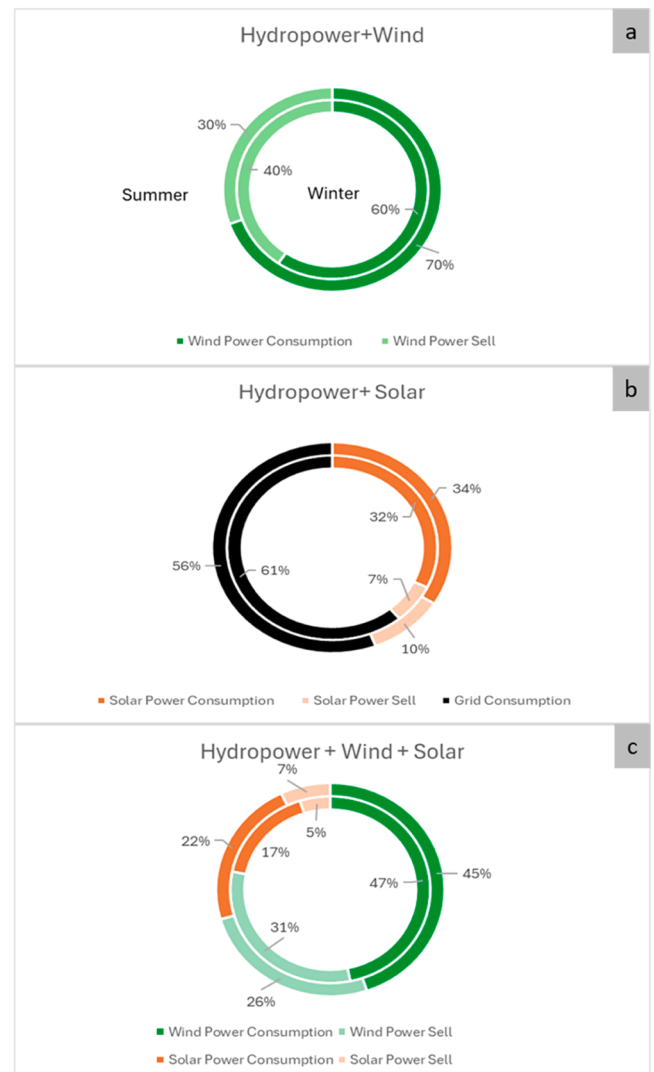 Hydropower+Wind
a
30%
40%
Summer
Winter
60%
70%
Wind Power Consumption
Wind Power Sell
Hydropower+ Solar
b
34%
32%
56%
61%
7%
10%
Solar Power Consumption
Solar Power Sell
Grid Consumption
Hydropower + Wind + Solar
c
7%
5%
22%
17%
47%
45%
31%
26%
Wind Power Consumption
Wind Power Sell
Solar Power Consumption
Solar Power Sell